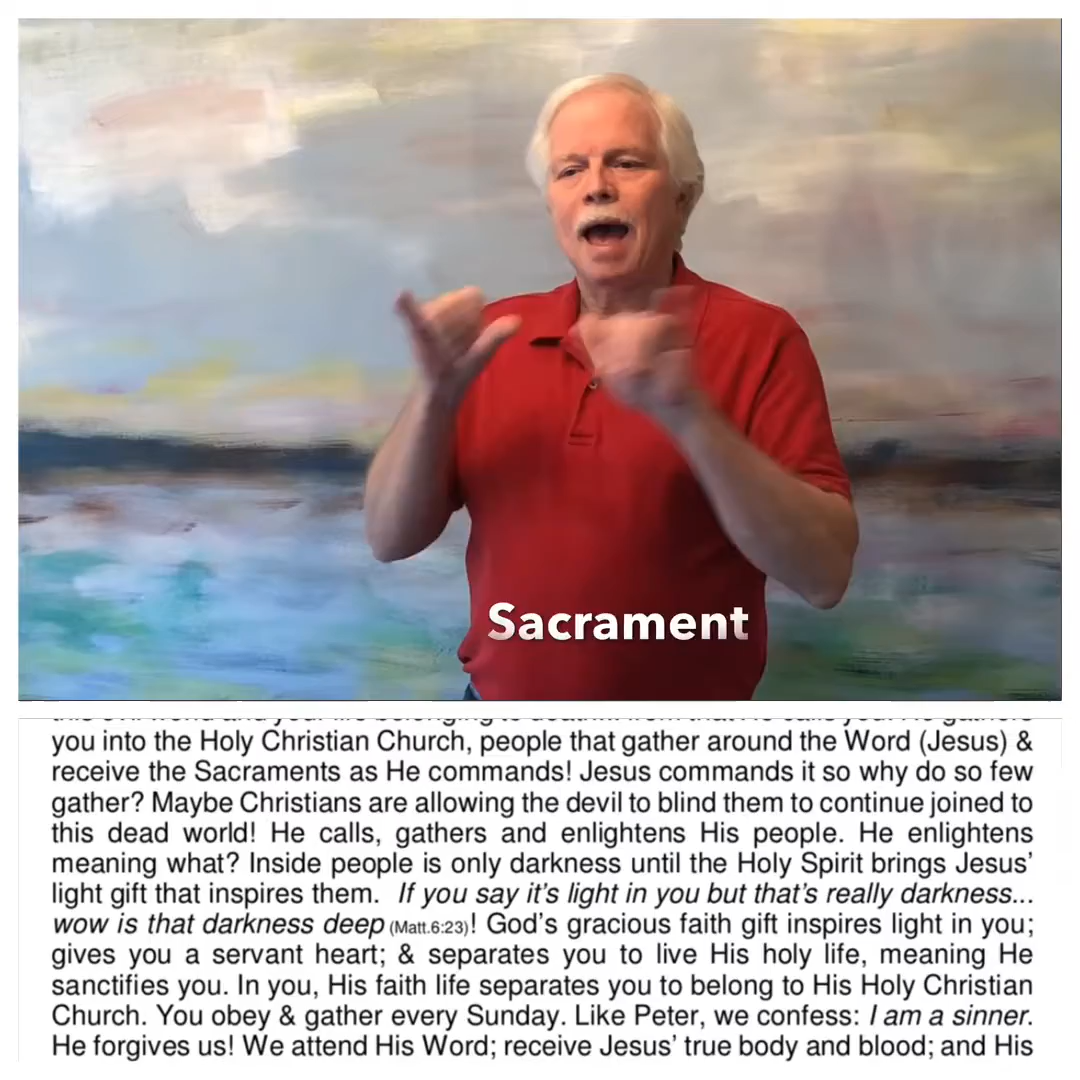 Sacrament
you into the Holy Christian Church, people that gather around the Word (Jesus) &
receive the Sacraments as He commands! Jesus commands it so why do so few
gather? Maybe Christians are allowing the devil to blind them to continue joined to
this dead world! He calls, gathers and enlightens His people. He enlightens
meaning what? Inside people is only darkness until the Holy Spirit brings Jesus’
light gift that inspires them. If you say it’s light in you but that’s really darkness...
wow is that darkness deep (Matt.6:23)! God’s gracious faith gift inspires light in you;
gives you a servant heart; & separates you to live His holy life, meaning He
sanctifies you. In you, His faith life separates you to belong to His Holy Christian
Church. You obey & gather every Sunday. Like Peter, we confess: I am a sinner.
He forgives us! We attend His Word; receive Jesus’ true body and blood; and His